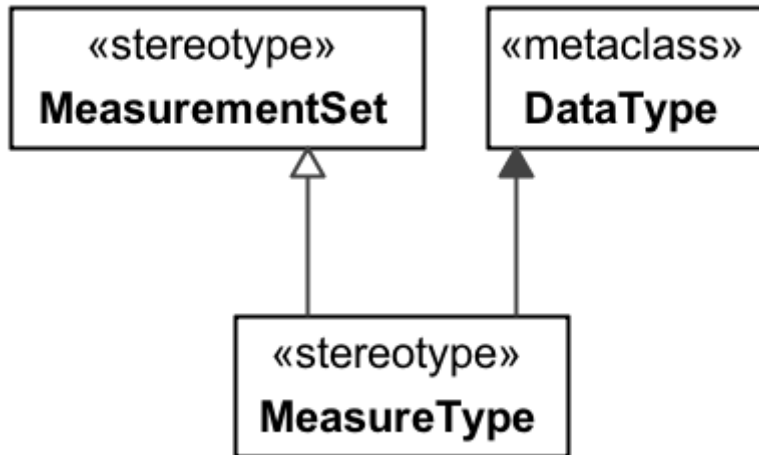 «stereotype»
MeasurementSet
«metaclass»
DataType
«stereotype»
MeasureType